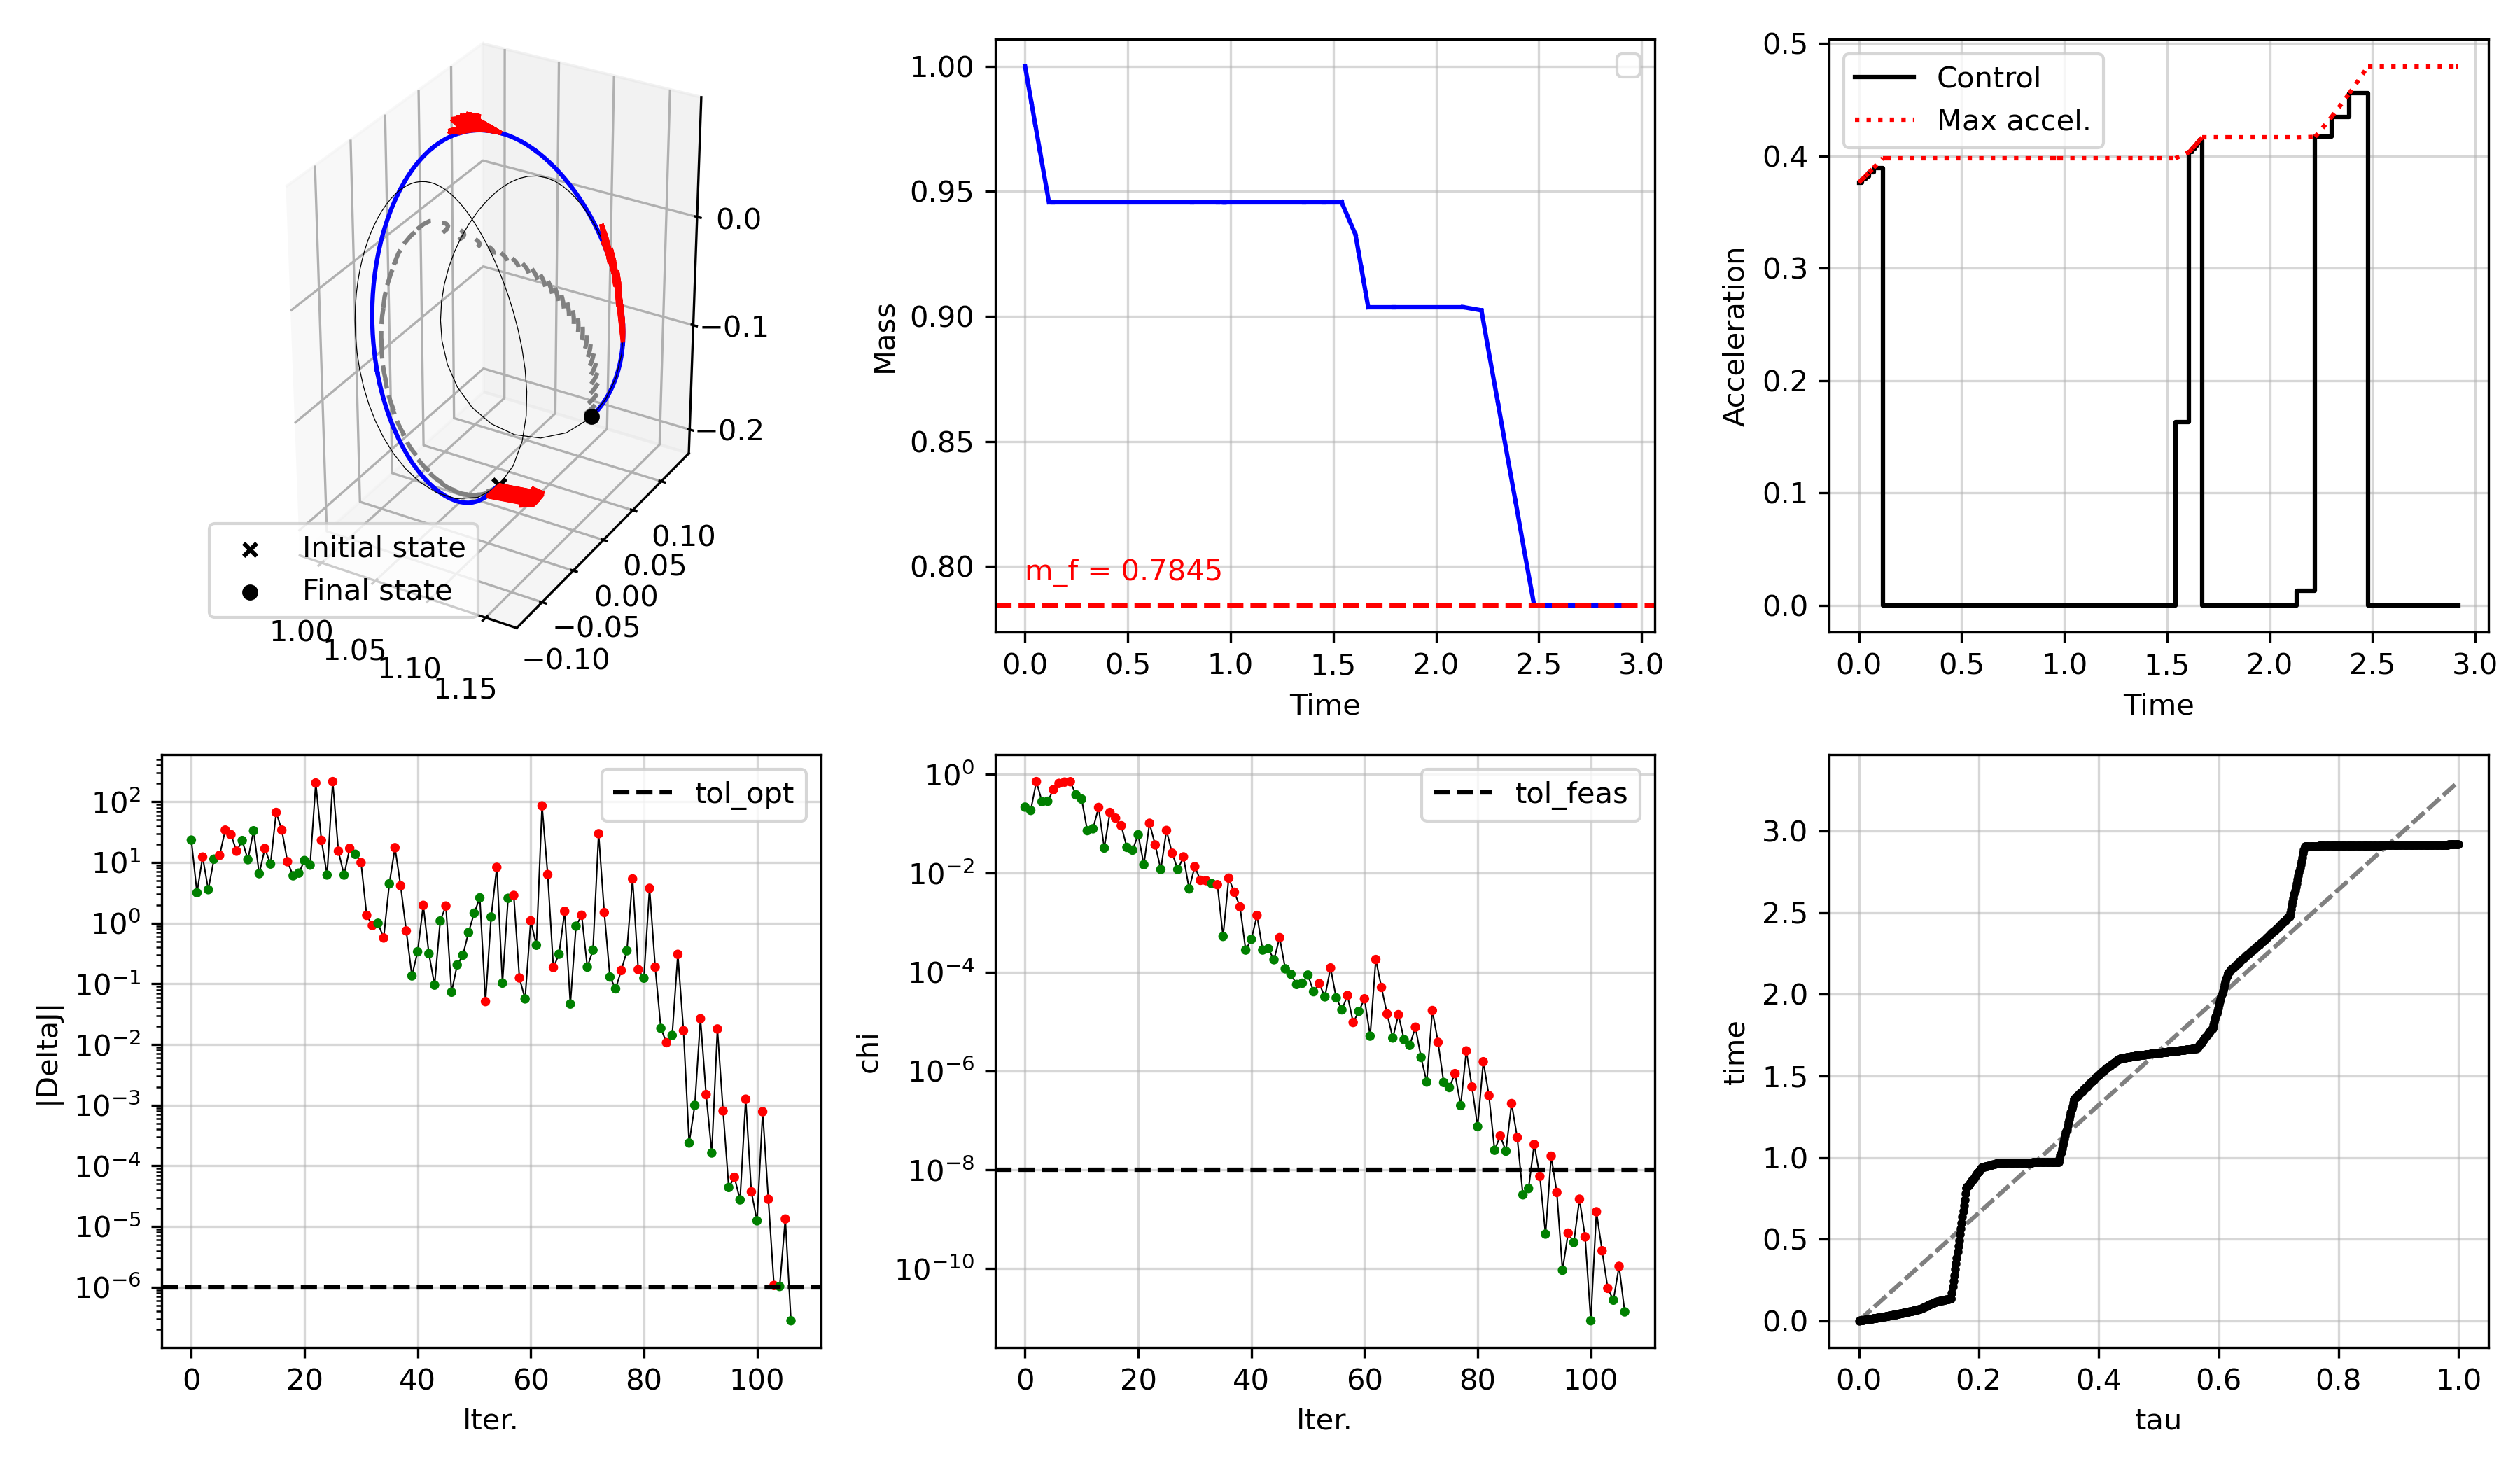 0.0
−0.1
−0.2
0.10
0.05
0.00
−0.05
−0.10
1.00
1.05
1.10
1.15
Initial state
Final state
Mass
1.00
0.95
0.90
0.85
0.80
m_f = 0.7845
0.0 0.5 1.0 1.5 2.0 2.5 3.0
Time
Acceleration
0.5
0.4
0.3
0.2
0.1
0.0
Control
Max accel.
0.0 0.5 1.0 1.5 2.0 2.5 3.0
Time
|DeltaJ|
10²
10¹
10⁰
10⁻¹
10⁻²
10⁻³
10⁻⁴
10⁻⁵
10⁻⁶
tol_opt
0 20 40 60 80 100
Iter.
chi
10⁰
10⁻²
10⁻⁴
10⁻⁶
10⁻⁸
10⁻¹⁰
tol_feas
0 20 40 60 80 100
Iter.
time
3.0
2.5
2.0
1.5
1.0
0.5
0.0
0.0 0.2 0.4 0.6 0.8 1.0
tau